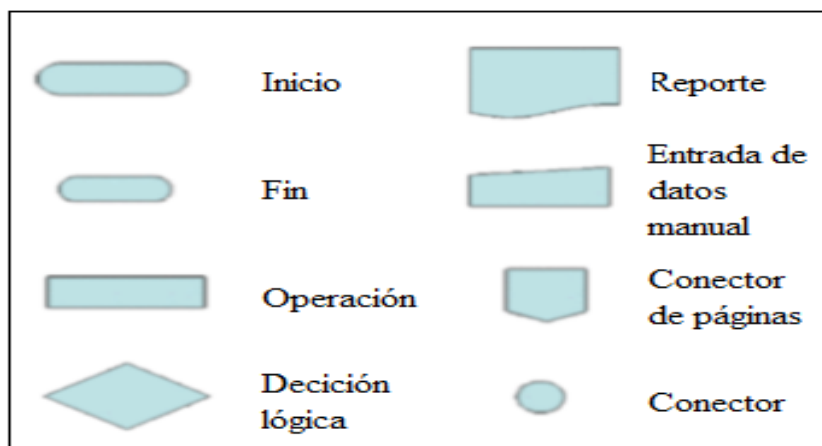 Inicio
Reporte
Fin
Entrada de
datos
manual
Operación
Conector
de páginas
Decición
lógica
Conector